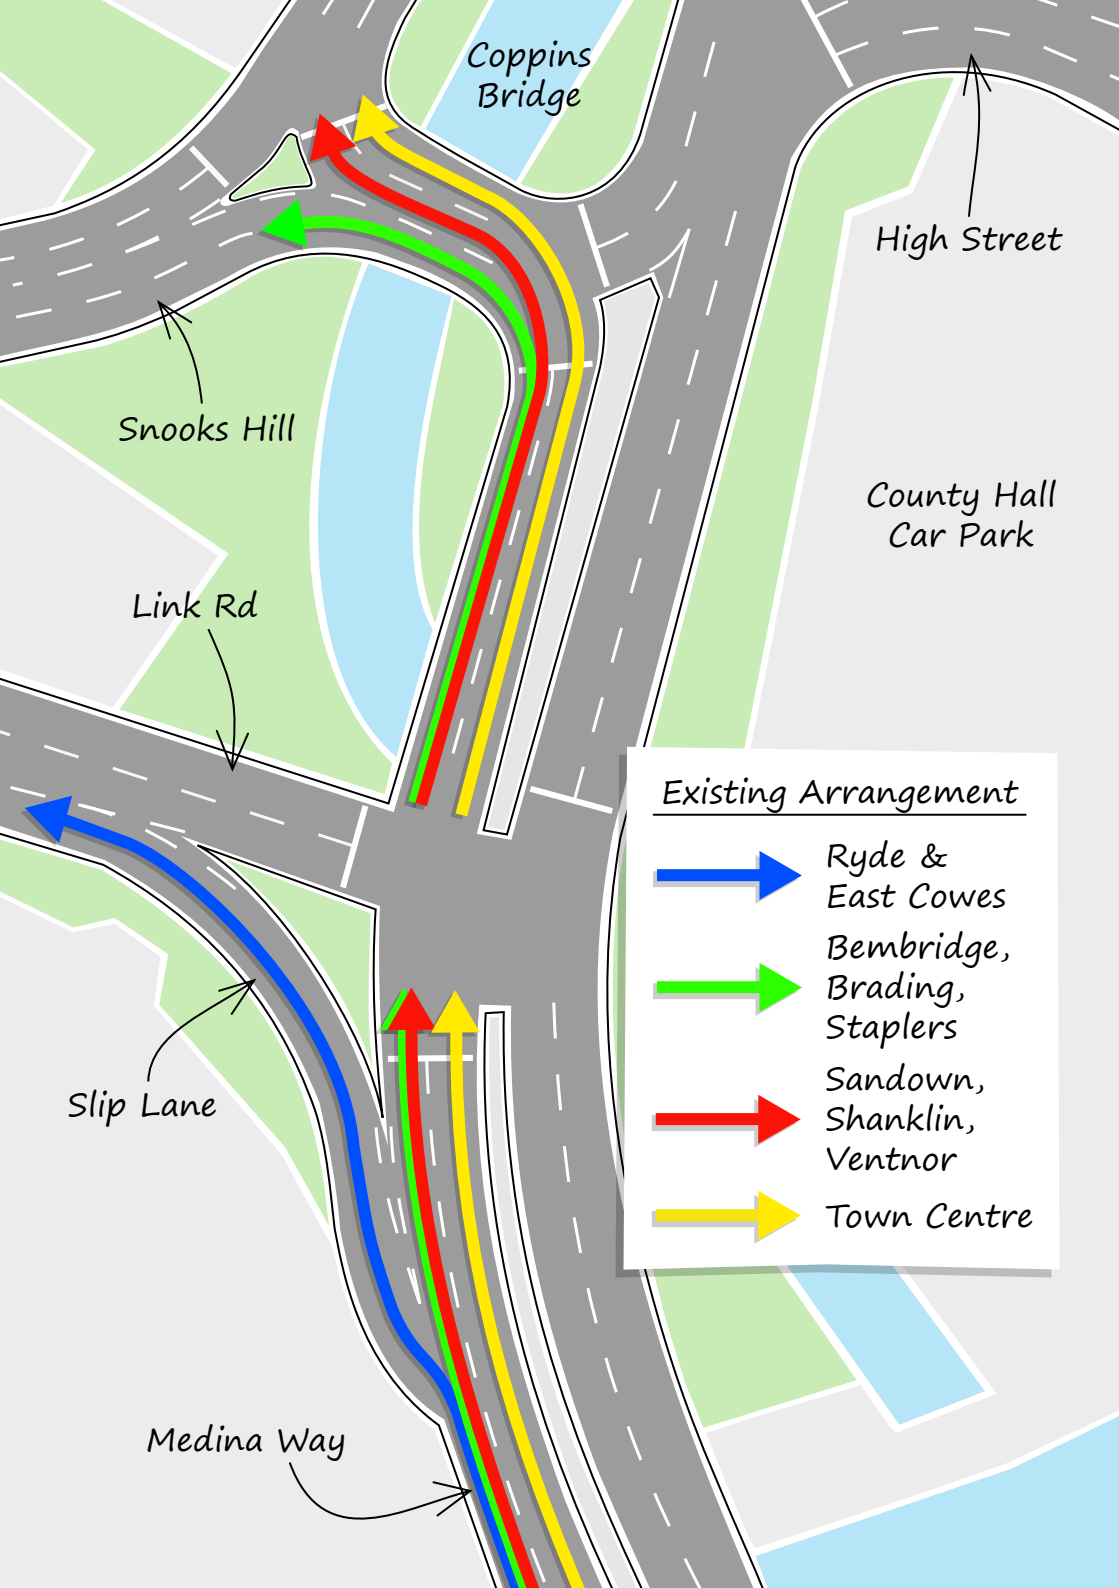 Coppins
Bridge
High Street
Snooks Hill
County Hall
Car Park
Link Rd
Existing Arrangement
Ryde &
East Cowes
Bembridge,
Brading,
Staplers
Sandown,
Shanklin,
Ventnor
Town Centre
Slip Lane
Medina Way